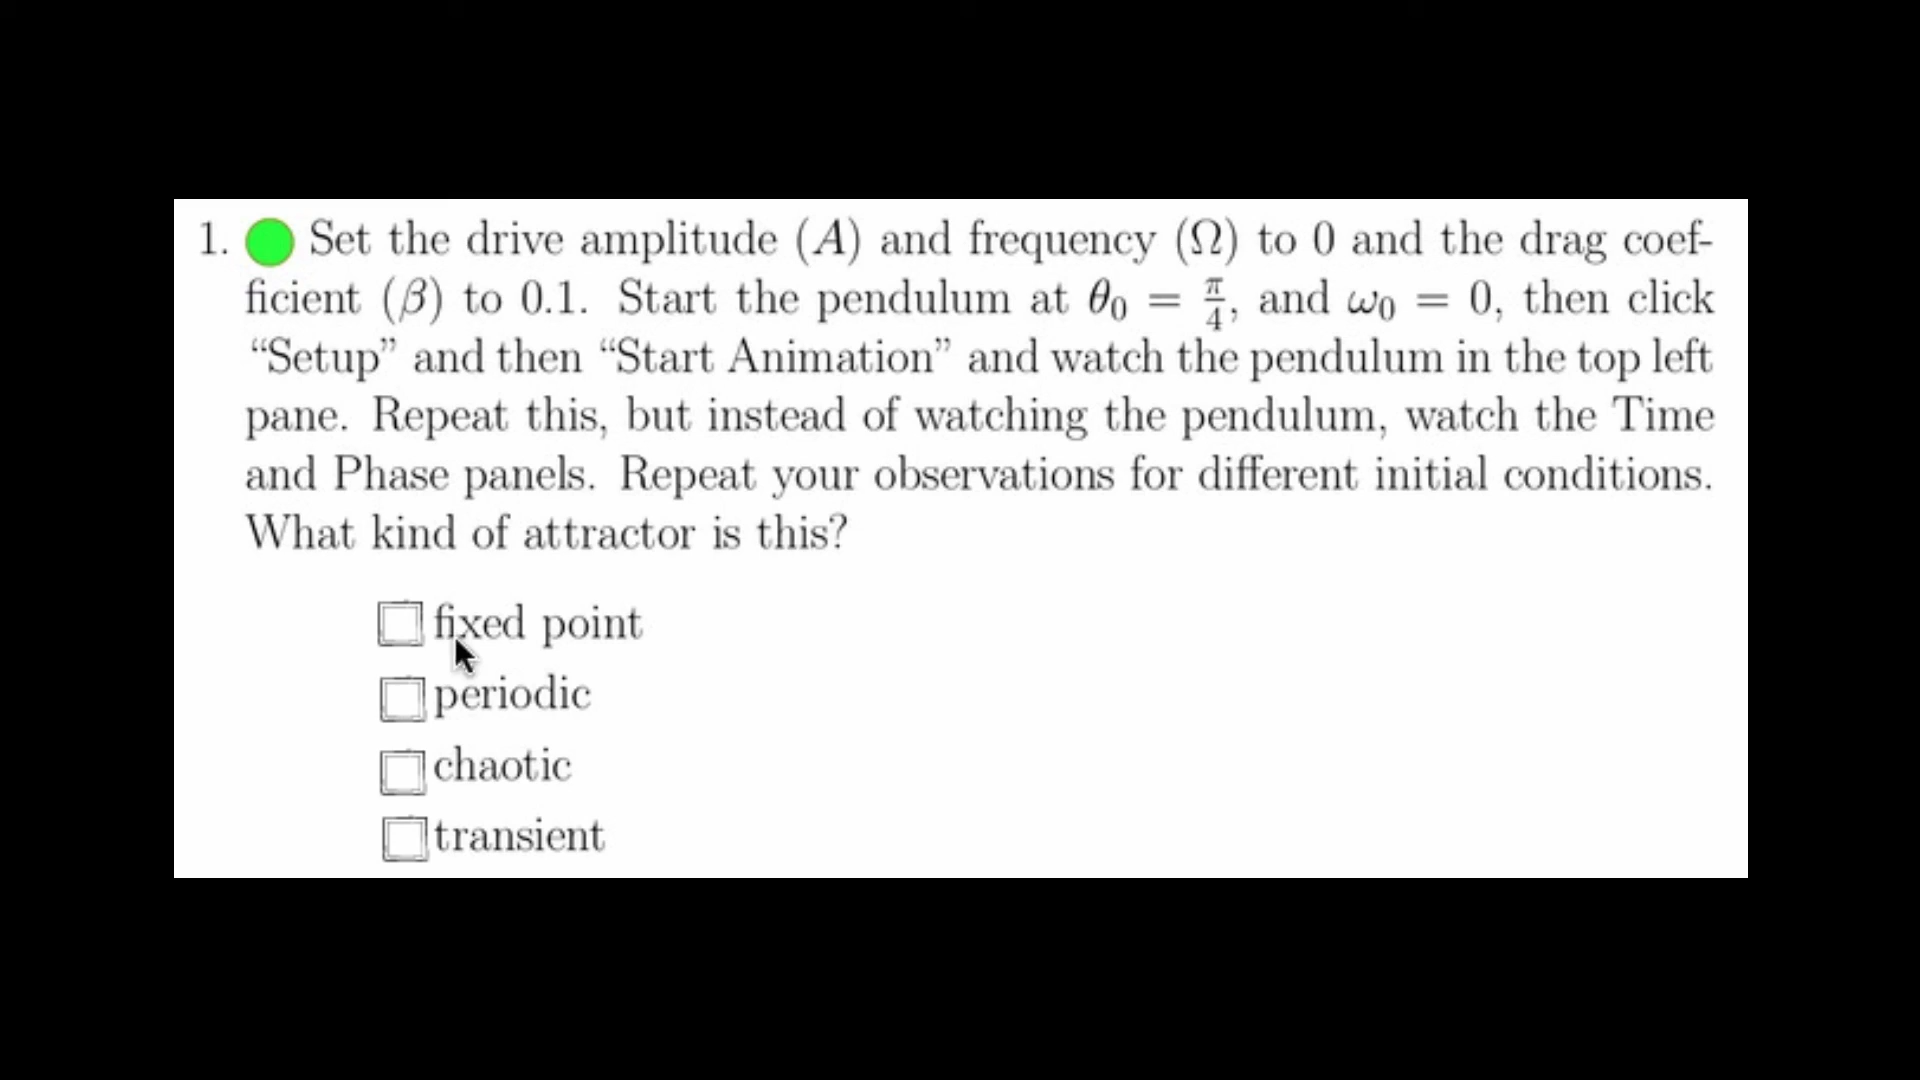 1. Set the drive amplitude (A) and frequency (Ω) to 0 and the drag coef-
ficient (β) to 0.1. Start the pendulum at θ₀ = π/4, and ω₀ = 0, then click
“Setup” and then “Start Animation” and watch the pendulum in the top left
pane. Repeat this, but instead of watching the pendulum, watch the Time
and Phase panels. Repeat your observations for different initial conditions.
What kind of attractor is this?
fixed point
periodic
chaotic
transient